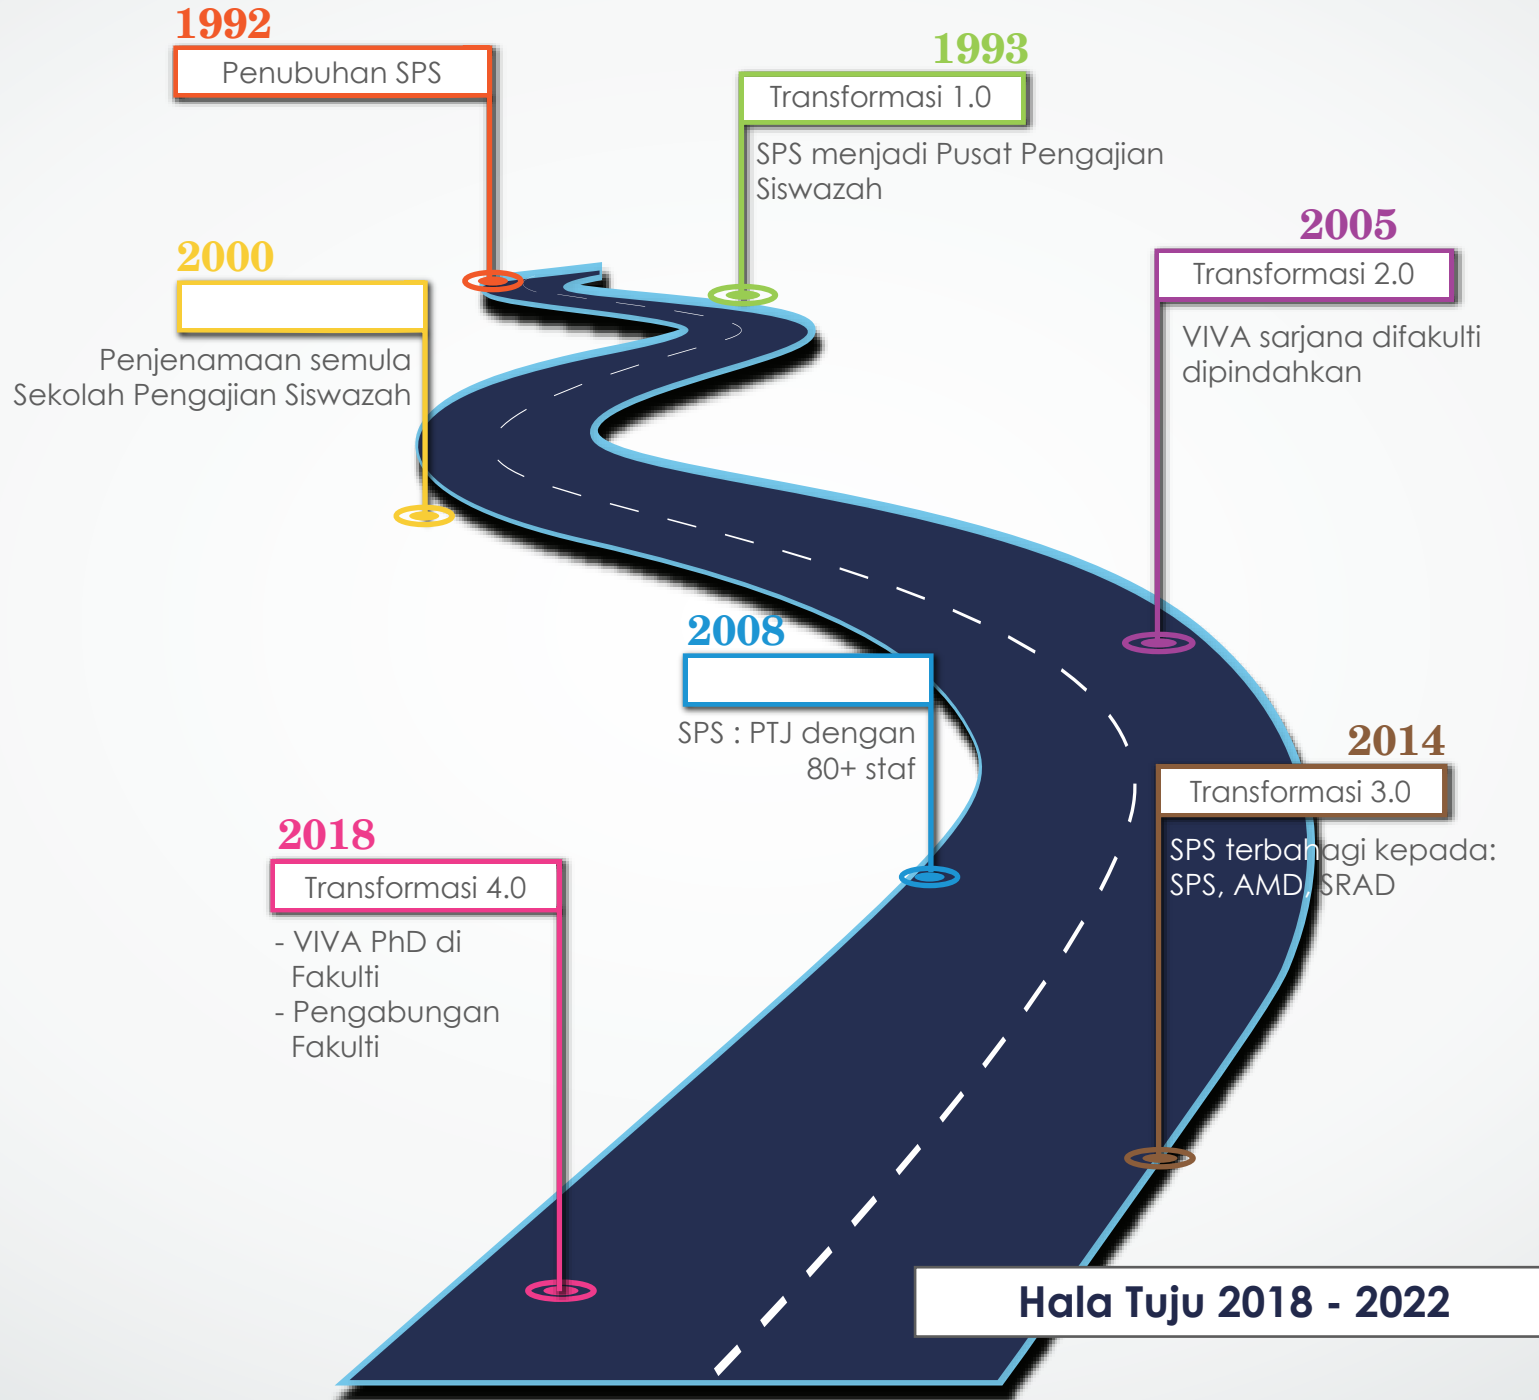 1992
Penubuhan SPS
1993
Transformasi 1.0
SPS menjadi Pusat Pengajian
Siswazah
2000
Penjenamaan semula
Sekolah Pengajian Siswazah
2005
Transformasi 2.0
VIVA sarjana difakulti
dipindahkan
2008
SPS : PTJ dengan
80+ staf
2014
Transformasi 3.0
SPS terbahagi kepada:
SPS, AMD, SRAD
2018
Transformasi 4.0
- VIVA PhD di
Fakulti
- Pengabungan
Fakulti
Hala Tuju 2018 - 2022